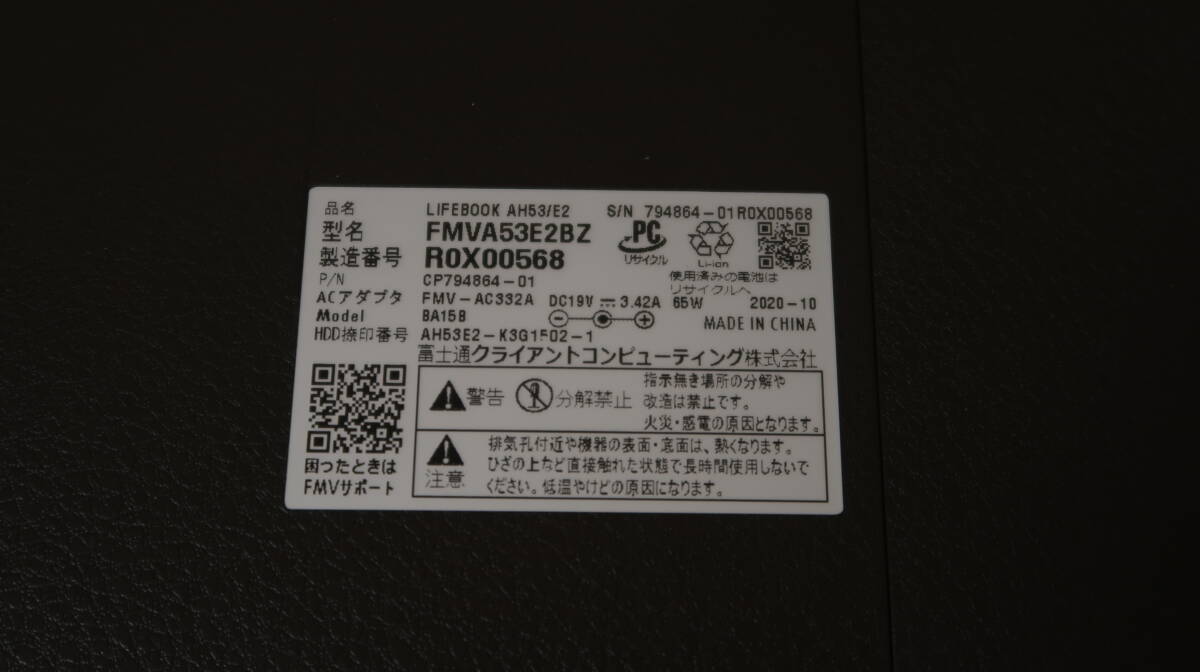 品名 LIFEBOOK AH53/E2 S/N 794864-01R0X00568
型名 FMVA53E2BZ
PC リサイクル
Li-ion
製造番号 R0X00568
P/N CP794864-01
使用済みの電池は
リサイクルへ
ACアダプタ FMV-AC332A DC19V 3.42A 65W 2020-10
Model BA15B
MADE IN CHINA
HDD捺印番号 AH53E2-K3G1502-1
富士通クライアントコンピューティング株式会社
警告 分解禁止
指示無き場所の分解や
改造は禁止です。
火災・感電の原因となります。
注意
排気孔付近や機器の表面・底面は、熱くなります。
ひざの上など直接触れた状態で長時間使用しないで
ください。低温やけどの原因になります。
困ったときは
FMVサポート